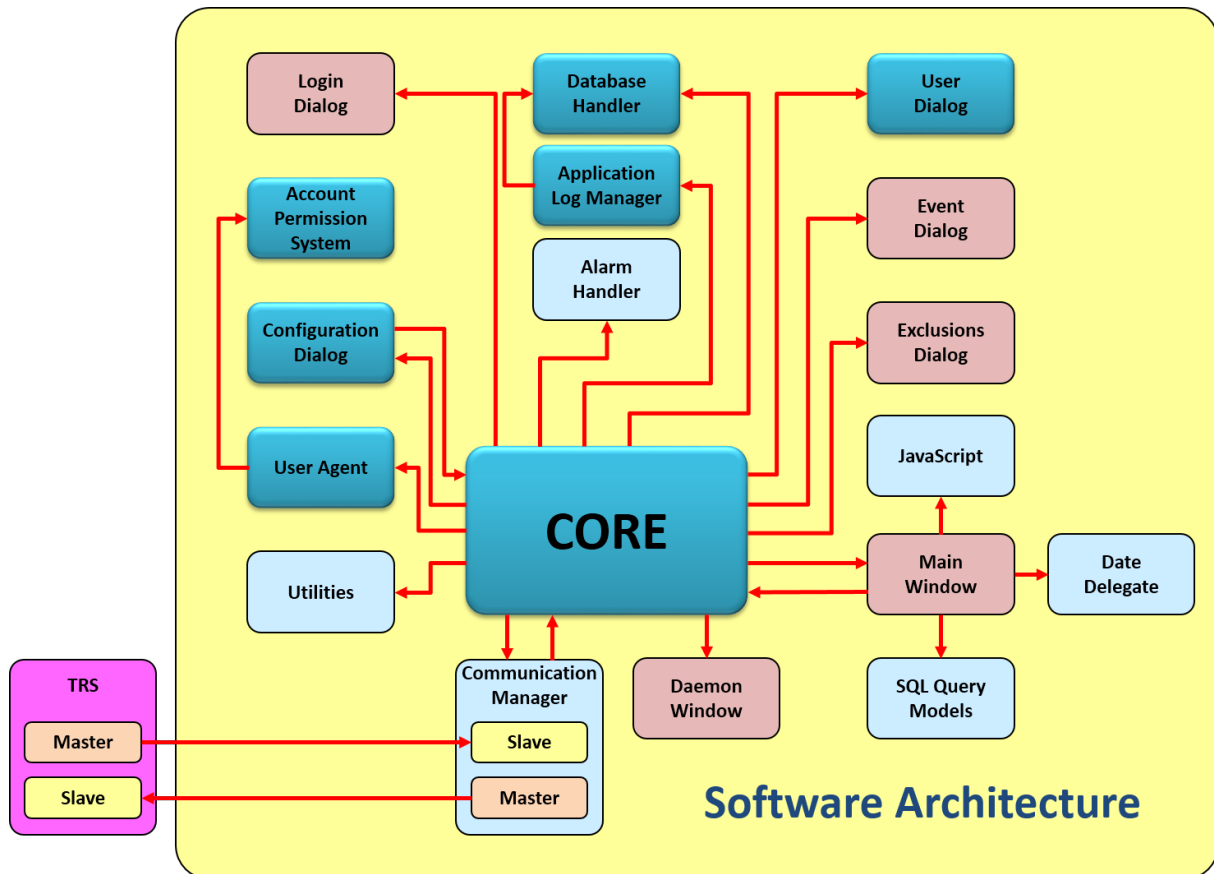 Login
Dialog
Database
Handler
User
Dialog
Account
Permission
System
Application
Log Manager
Event
Dialog
Alarm
Handler
Configuration
Dialog
Exclusions
Dialog
User Agent
JavaScript
CORE
Utilities
Main
Window
Date
Delegate
TRS
Master
Slave
Communication
Manager
Slave
Master
Daemon
Window
SQL Query
Models
Software Architecture